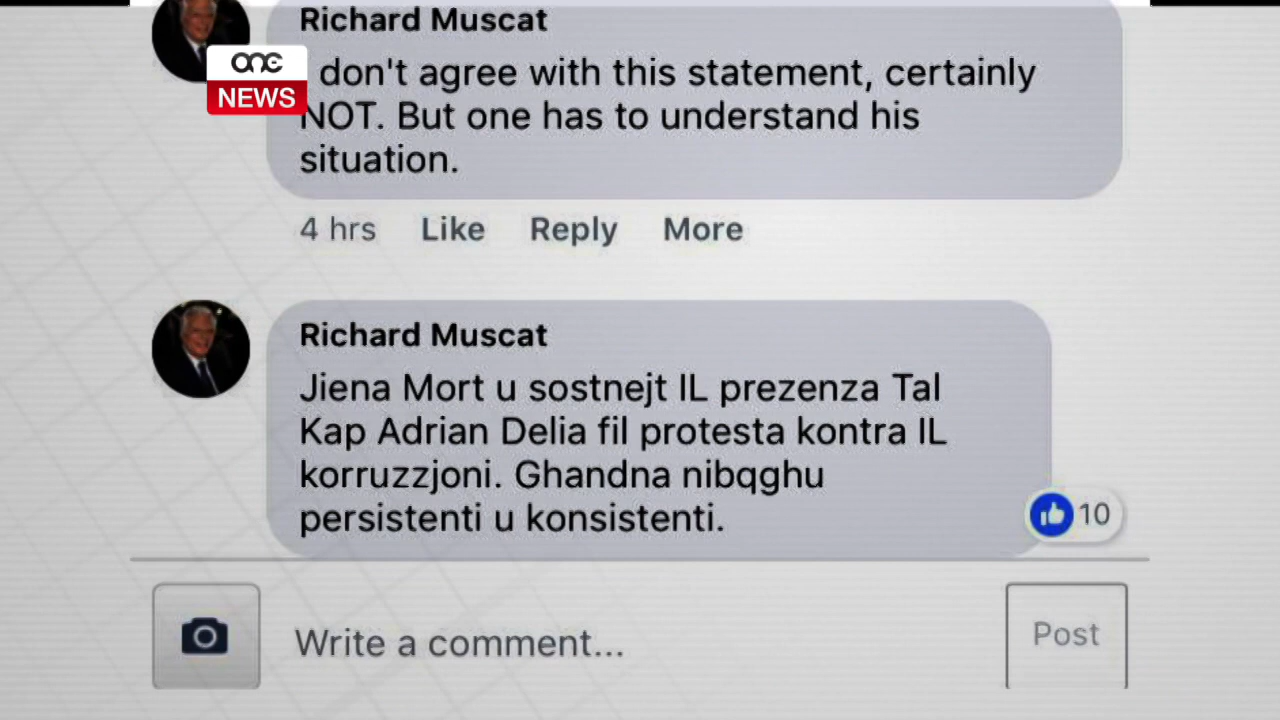 Richard Muscat
one
NEWS
don't agree with this statement, certainly
NOT. But one has to understand his
situation.
4 hrs Like Reply More
Richard Muscat
Jiena Mort u sostnejt IL prezenza Tal
Kap Adrian Delia fil protesta kontra IL
korruzzjoni. Ghandna nibqghu
persistenti u konsistenti.
10
Write a comment...
Post